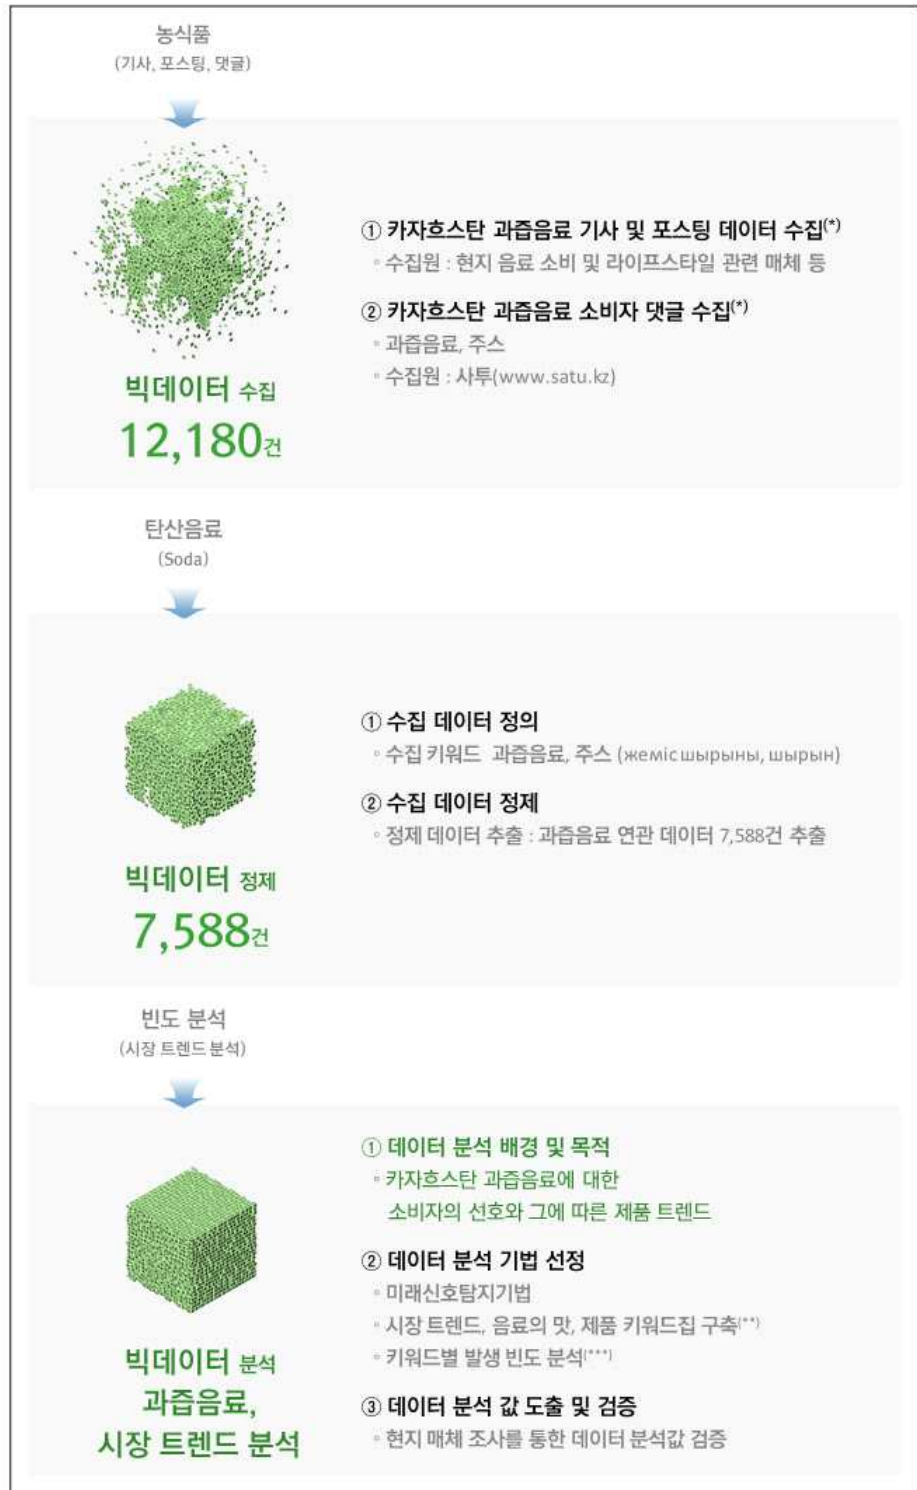 농식품
(기사, 포스팅, 댓글)
① 카자흐스탄 과즙음료 기사 및 포스팅 데이터 수집(*)
◦ 수집원 : 현지 음료 소비 및 라이프스타일 관련 매체 등
② 카자흐스탄 과즙음료 소비자 댓글 수집(*)
◦ 과즙음료, 주스
◦ 수집원 : 사투(www.satu.kz)
빅데이터 수집
12,180건
탄산음료
(Soda)
① 수집 데이터 정의
◦ 수집 키워드 과즙음료, 주스 (жеміс шырыны, шырын)
② 수집 데이터 정제
◦ 정제 데이터 추출 : 과즙음료 연관 데이터 7,588건 추출
빅데이터 정제
7,588건
빈도 분석
(시장 트렌드 분석)
① 데이터 분석 배경 및 목적
◦ 카자흐스탄 과즙음료에 대한
소비자의 선호와 그에 따른 제품 트렌드
② 데이터 분석 기법 선정
◦ 미래신호탐지기법
◦ 시장 트렌드, 음료의 맛, 제품 키워드집 구축(**)
◦ 키워드별 발생 빈도 분석(***)
③ 데이터 분석 값 도출 및 검증
◦ 현지 매체 조사를 통한 데이터 분석값 검증
빅데이터 분석
과즙음료,
시장 트렌드 분석